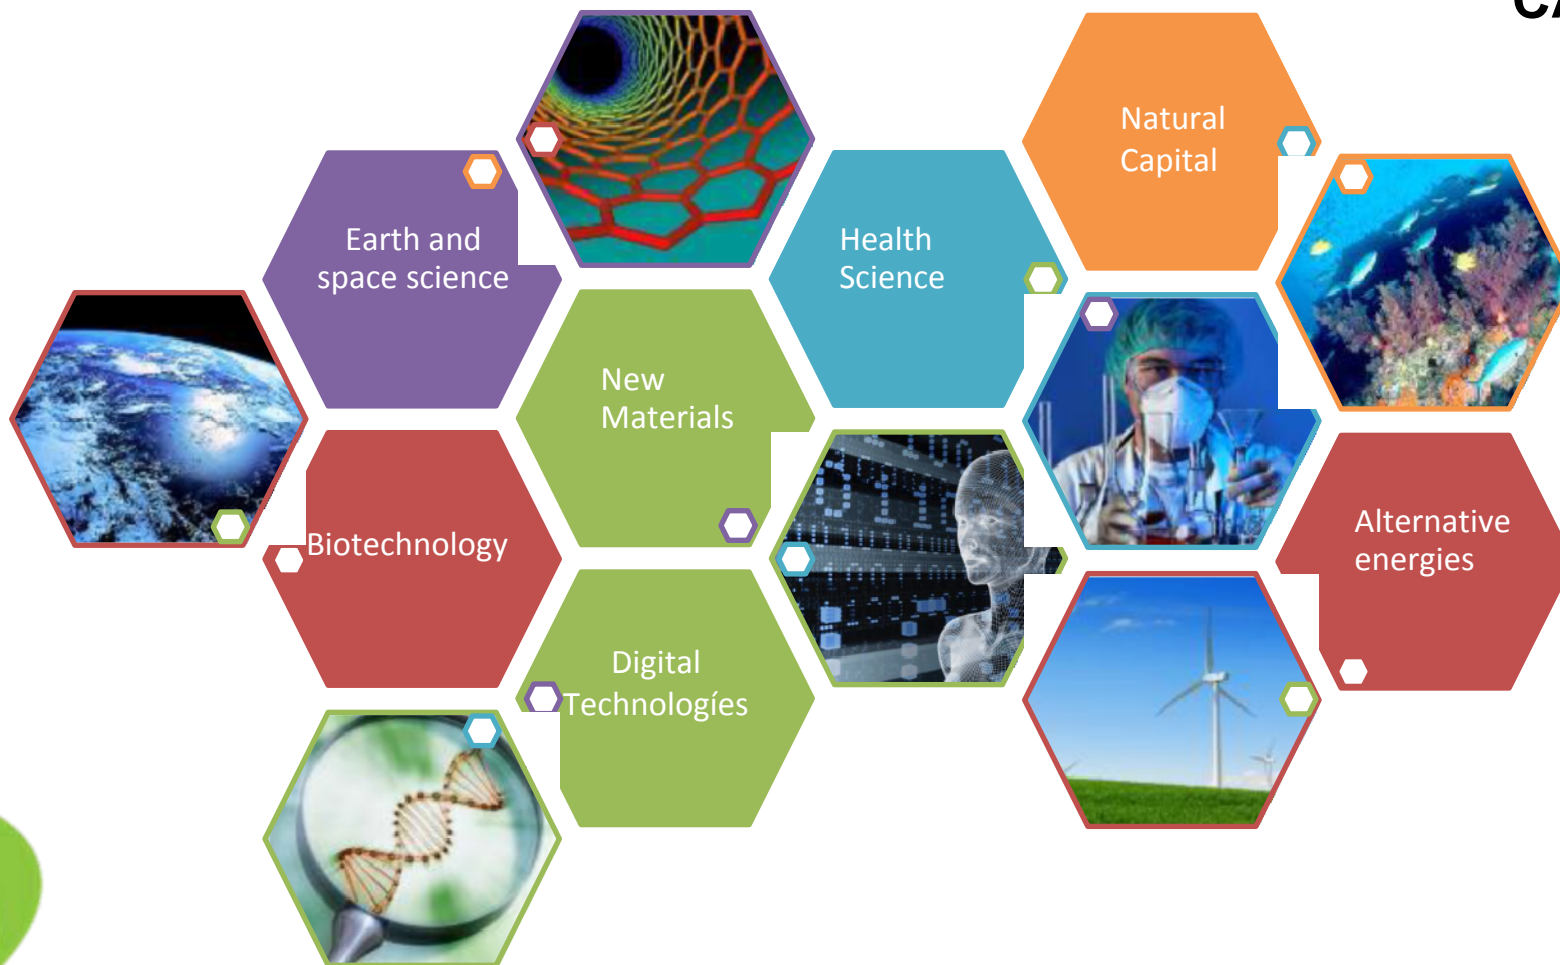 Natural
Capital
Earth and
space science
Health
Science
New
Materials
Biotechnology
Alternative
energies
Digital
Technologíes